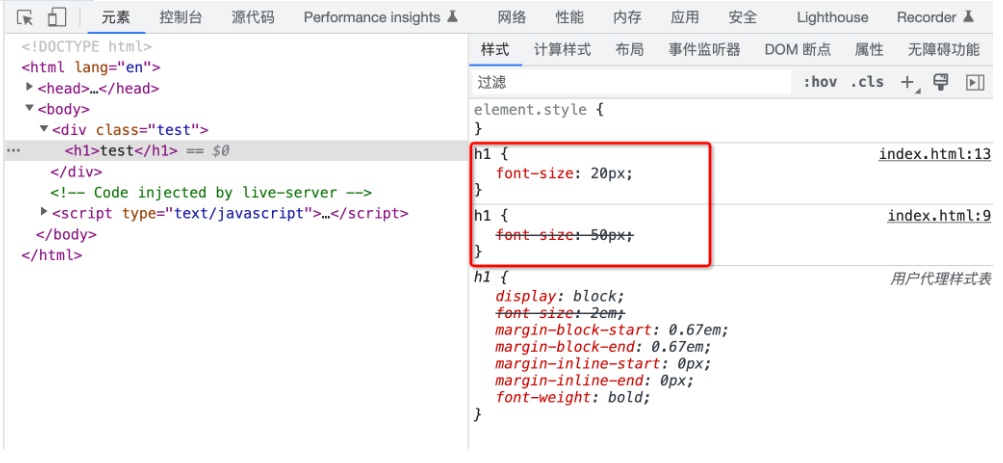 元素 控制台 源代码 Performance insights 网络 性能 内存 应用 安全 Lighthouse Recorder
<!DOCTYPE html>
<html lang="en">
<head>…</head>
<body>
<div class="test">
<h1>test</h1> == $0
</div>
<!-- Code injected by live-server -->
<script type="text/javascript">…</script>
</body>
</html>
样式 计算样式 布局 事件监听器 DOM 断点 属性 无障碍功能
过滤 :hov .cls
element.style {
}
h1 { index.html:13
font-size: 20px;
}
h1 { index.html:9
font-size: 50px;
}
h1 { 用户代理样式表
display: block;
font-size: 2em;
margin-block-start: 0.67em;
margin-block-end: 0.67em;
margin-inline-start: 0px;
margin-inline-end: 0px;
font-weight: bold;
}